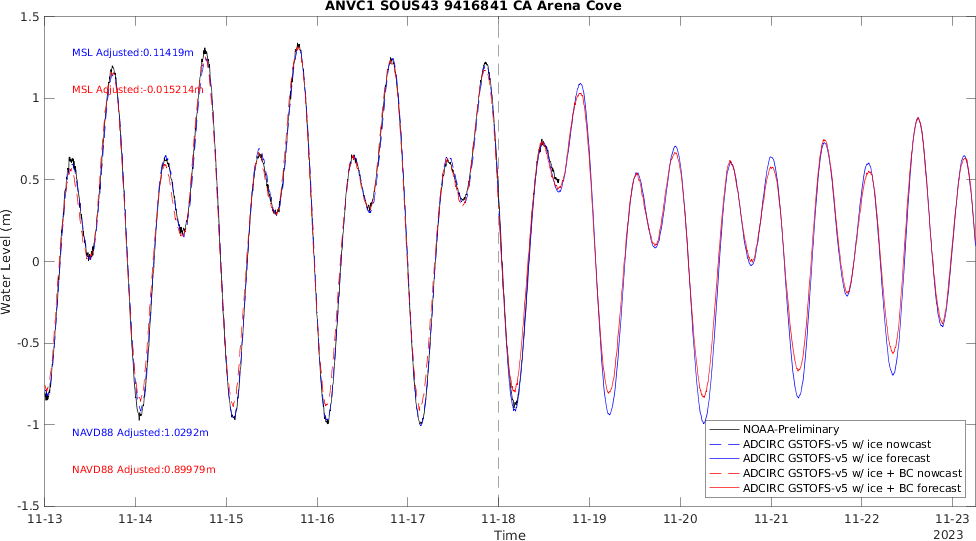 ANVC1 SOUS43 9416841 CA Arena Cove
1.5
1
0.5
0
-0.5
-1
-1.5
Water Level (m)
MSL Adjusted:0.11419m
MSL Adjusted:-0.015214m
NAVD88 Adjusted:1.0292m
NAVD88 Adjusted:0.89979m
NOAA-Preliminary
ADCIRC GSTOFS-v5 w/ ice nowcast
ADCIRC GSTOFS-v5 w/ ice forecast
ADCIRC GSTOFS-v5 w/ ice + BC nowcast
ADCIRC GSTOFS-v5 w/ ice + BC forecast
11-13 11-14 11-15 11-16 11-17 11-18 11-19 11-20 11-21 11-22 11-23
Time
2023